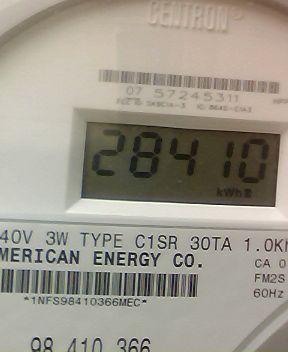 CENTRON®
07 57245311
28410
kWh
40V 3W TYPE C1SR 30TA 1.0K
MERICAN ENERGY CO.
CA 0
FM2S
*1NFS98410366MEC*
60Hz
98 410 366